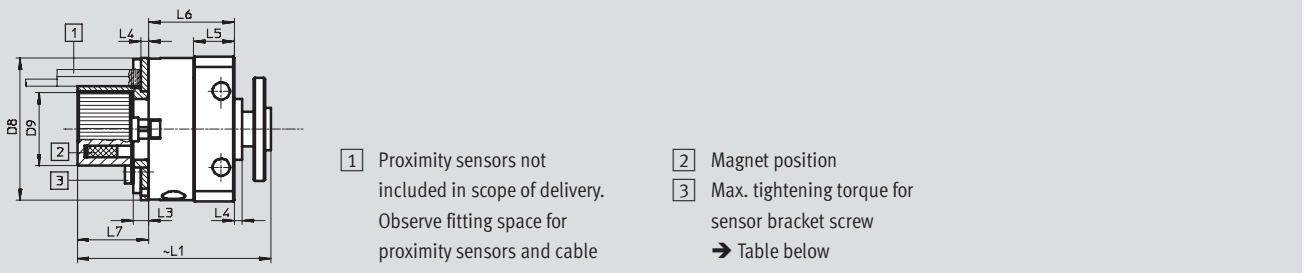 L6
L4
L5
1
D8
D9
2
3
L3
L4
L7
~L1
1 Proximity sensors not
included in scope of delivery.
Observe fitting space for
proximity sensors and cable
2 Magnet position
3 Max. tightening torque for
sensor bracket screw
➔ Table below